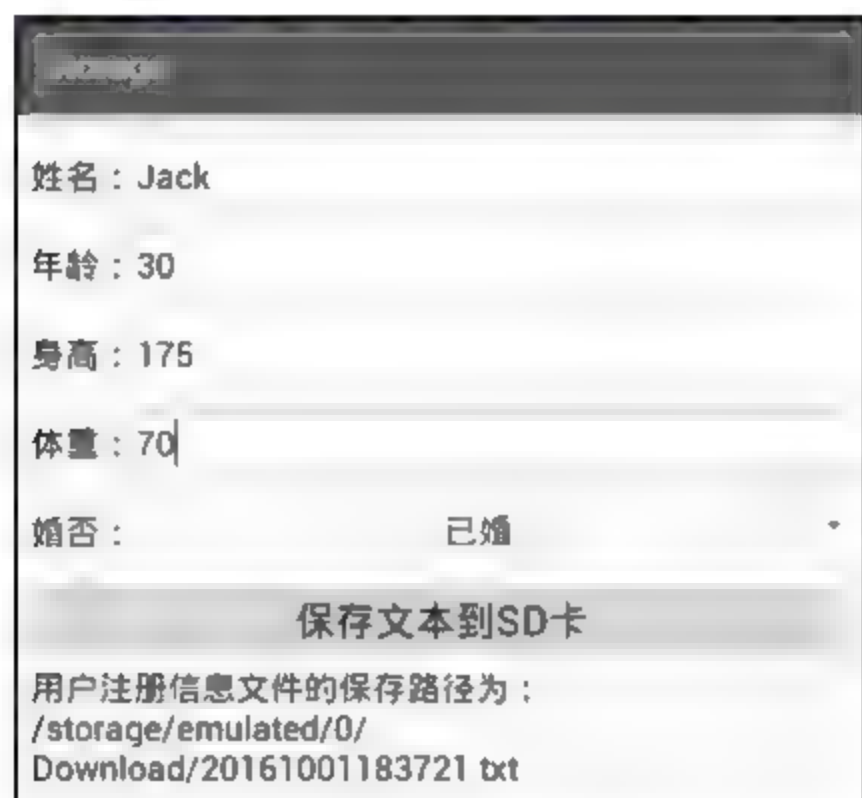 姓名：Jack
年龄：30
身高：175
体重：70
婚否：
已婚
保存文本到SD卡
用户注册信息文件的保存路径为：
/storage/emulated/0/
Download/20161001183721 txt